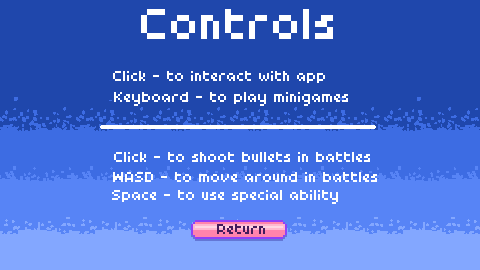 Controls
Click - to interact with app
Keyboard - to play minigames
Click - to shoot bullets in battles
WASD - to move around in battles
Space - to use special ability
Return